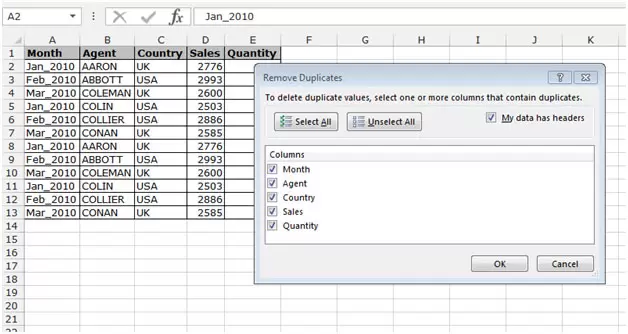 A2 Jan_2010
A B C D E F G H I J K
1 Month Agent Country Sales Quantity
2 Jan_2010 AARON UK 2776
3 Feb_2010 ABBOTT USA 2993
4 Mar_2010 COLEMAN UK 2600
5 Jan_2010 COLIN USA 2503
6 Feb_2010 COLLIER USA 2886
7 Mar_2010 CONAN UK 2585
8 Jan_2010 AARON UK 2776
9 Feb_2010 ABBOTT USA 2993
10 Mar_2010 COLEMAN UK 2600
11 Jan_2010 COLIN USA 2503
12 Feb_2010 COLLIER USA 2886
13 Mar_2010 CONAN UK 2585
14
15
16
17
18
19
20
21
Remove Duplicates
To delete duplicate values, select one or more columns that contain duplicates.
Select All Unselect All My data has headers
Columns
Month
Agent
Country
Sales
Quantity
OK Cancel